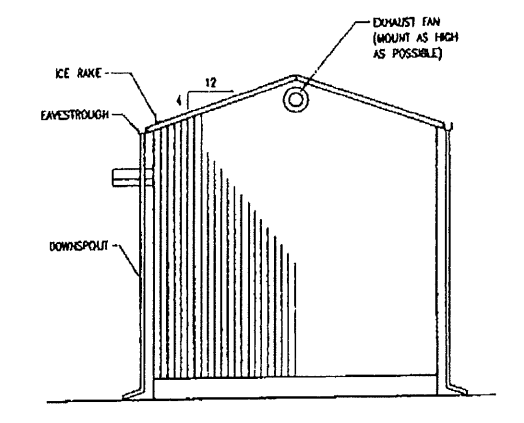 EXHAUST FAN
(MOUNT AS HIGH
AS POSSIBLE)
ICE RAKE
12
4
EAVESTROUGH
DOWNSPOUT